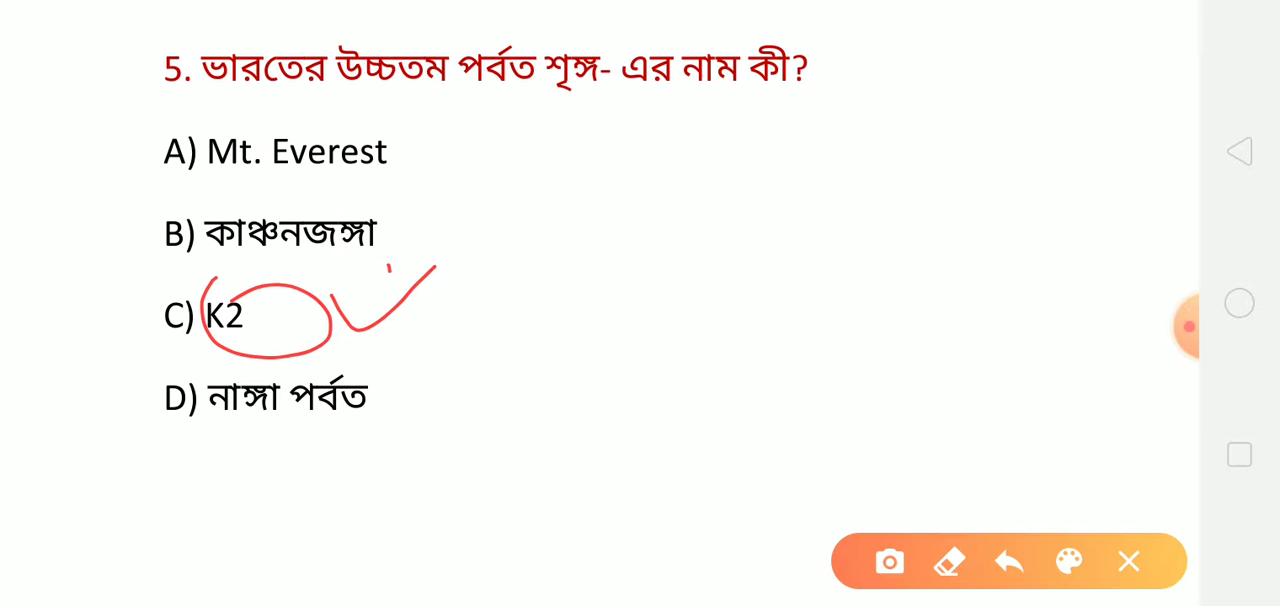 5. ভারতের উচ্চতম পর্বত শৃঙ্গ- এর নাম কী?
A) Mt. Everest
B) কাঞ্চনজঙ্গা
C) K2
D) নাঙ্গা পর্বত